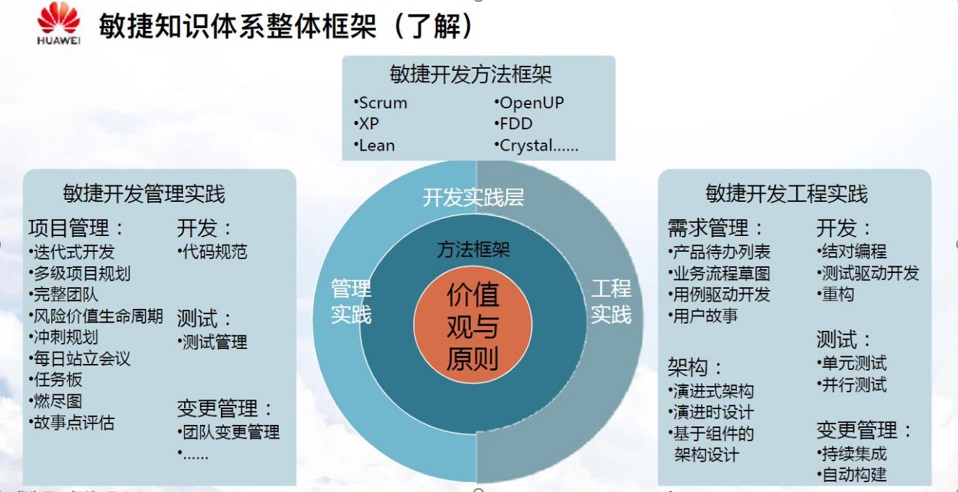 HUAWEI
敏捷知识体系整体框架（了解）
敏捷开发方法框架
•Scrum
•XP
•Lean
•OpenUP
•FDD
•Crystal......
敏捷开发管理实践
项目管理：
•迭代式开发
•多级项目规划
•完整团队
•风险价值生命周期
•冲刺规划
•每日站立会议
•任务板
•燃尽图
•故事点评估
开发：
•代码规范
测试：
•测试管理
变更管理：
•团队变更管理
•......
开发实践层
方法框架
管理
实践
价值
观与
原则
工程
实践
敏捷开发工程实践
需求管理：
•产品待办列表
•业务流程草图
•用例驱动开发
•用户故事
架构：
•演进式架构
•演进时设计
•基于组件的
架构设计
开发：
•结对编程
•测试驱动开发
•重构
测试：
•单元测试
•并行测试
变更管理：
•持续集成
•自动构建